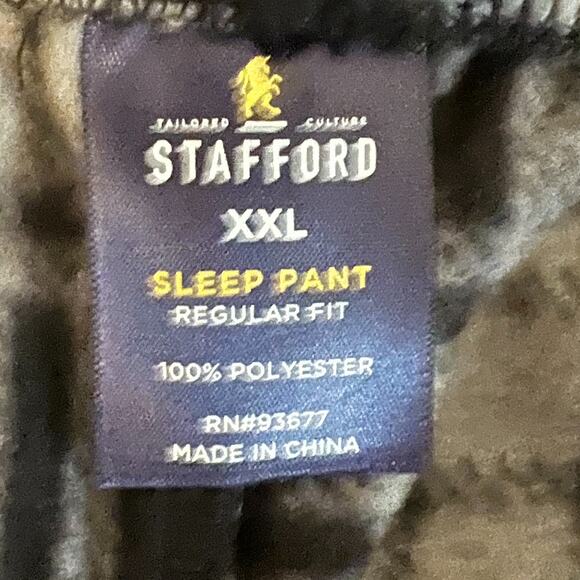 TAILORED CULTURE
STAFFORD
XXL
SLEEP PANT
REGULAR FIT
100% POLYESTER
RN#93677
MADE IN CHINA